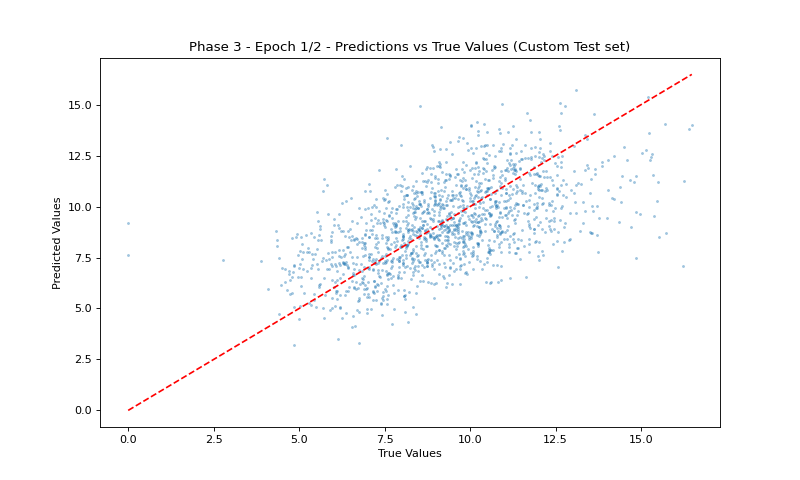 Phase 3 - Epoch 1/2 - Predictions vs True Values (Custom Test set)
Predicted Values
15.0
12.5
10.0
7.5
5.0
2.5
0.0
0.0 2.5 5.0 7.5 10.0 12.5 15.0
True Values